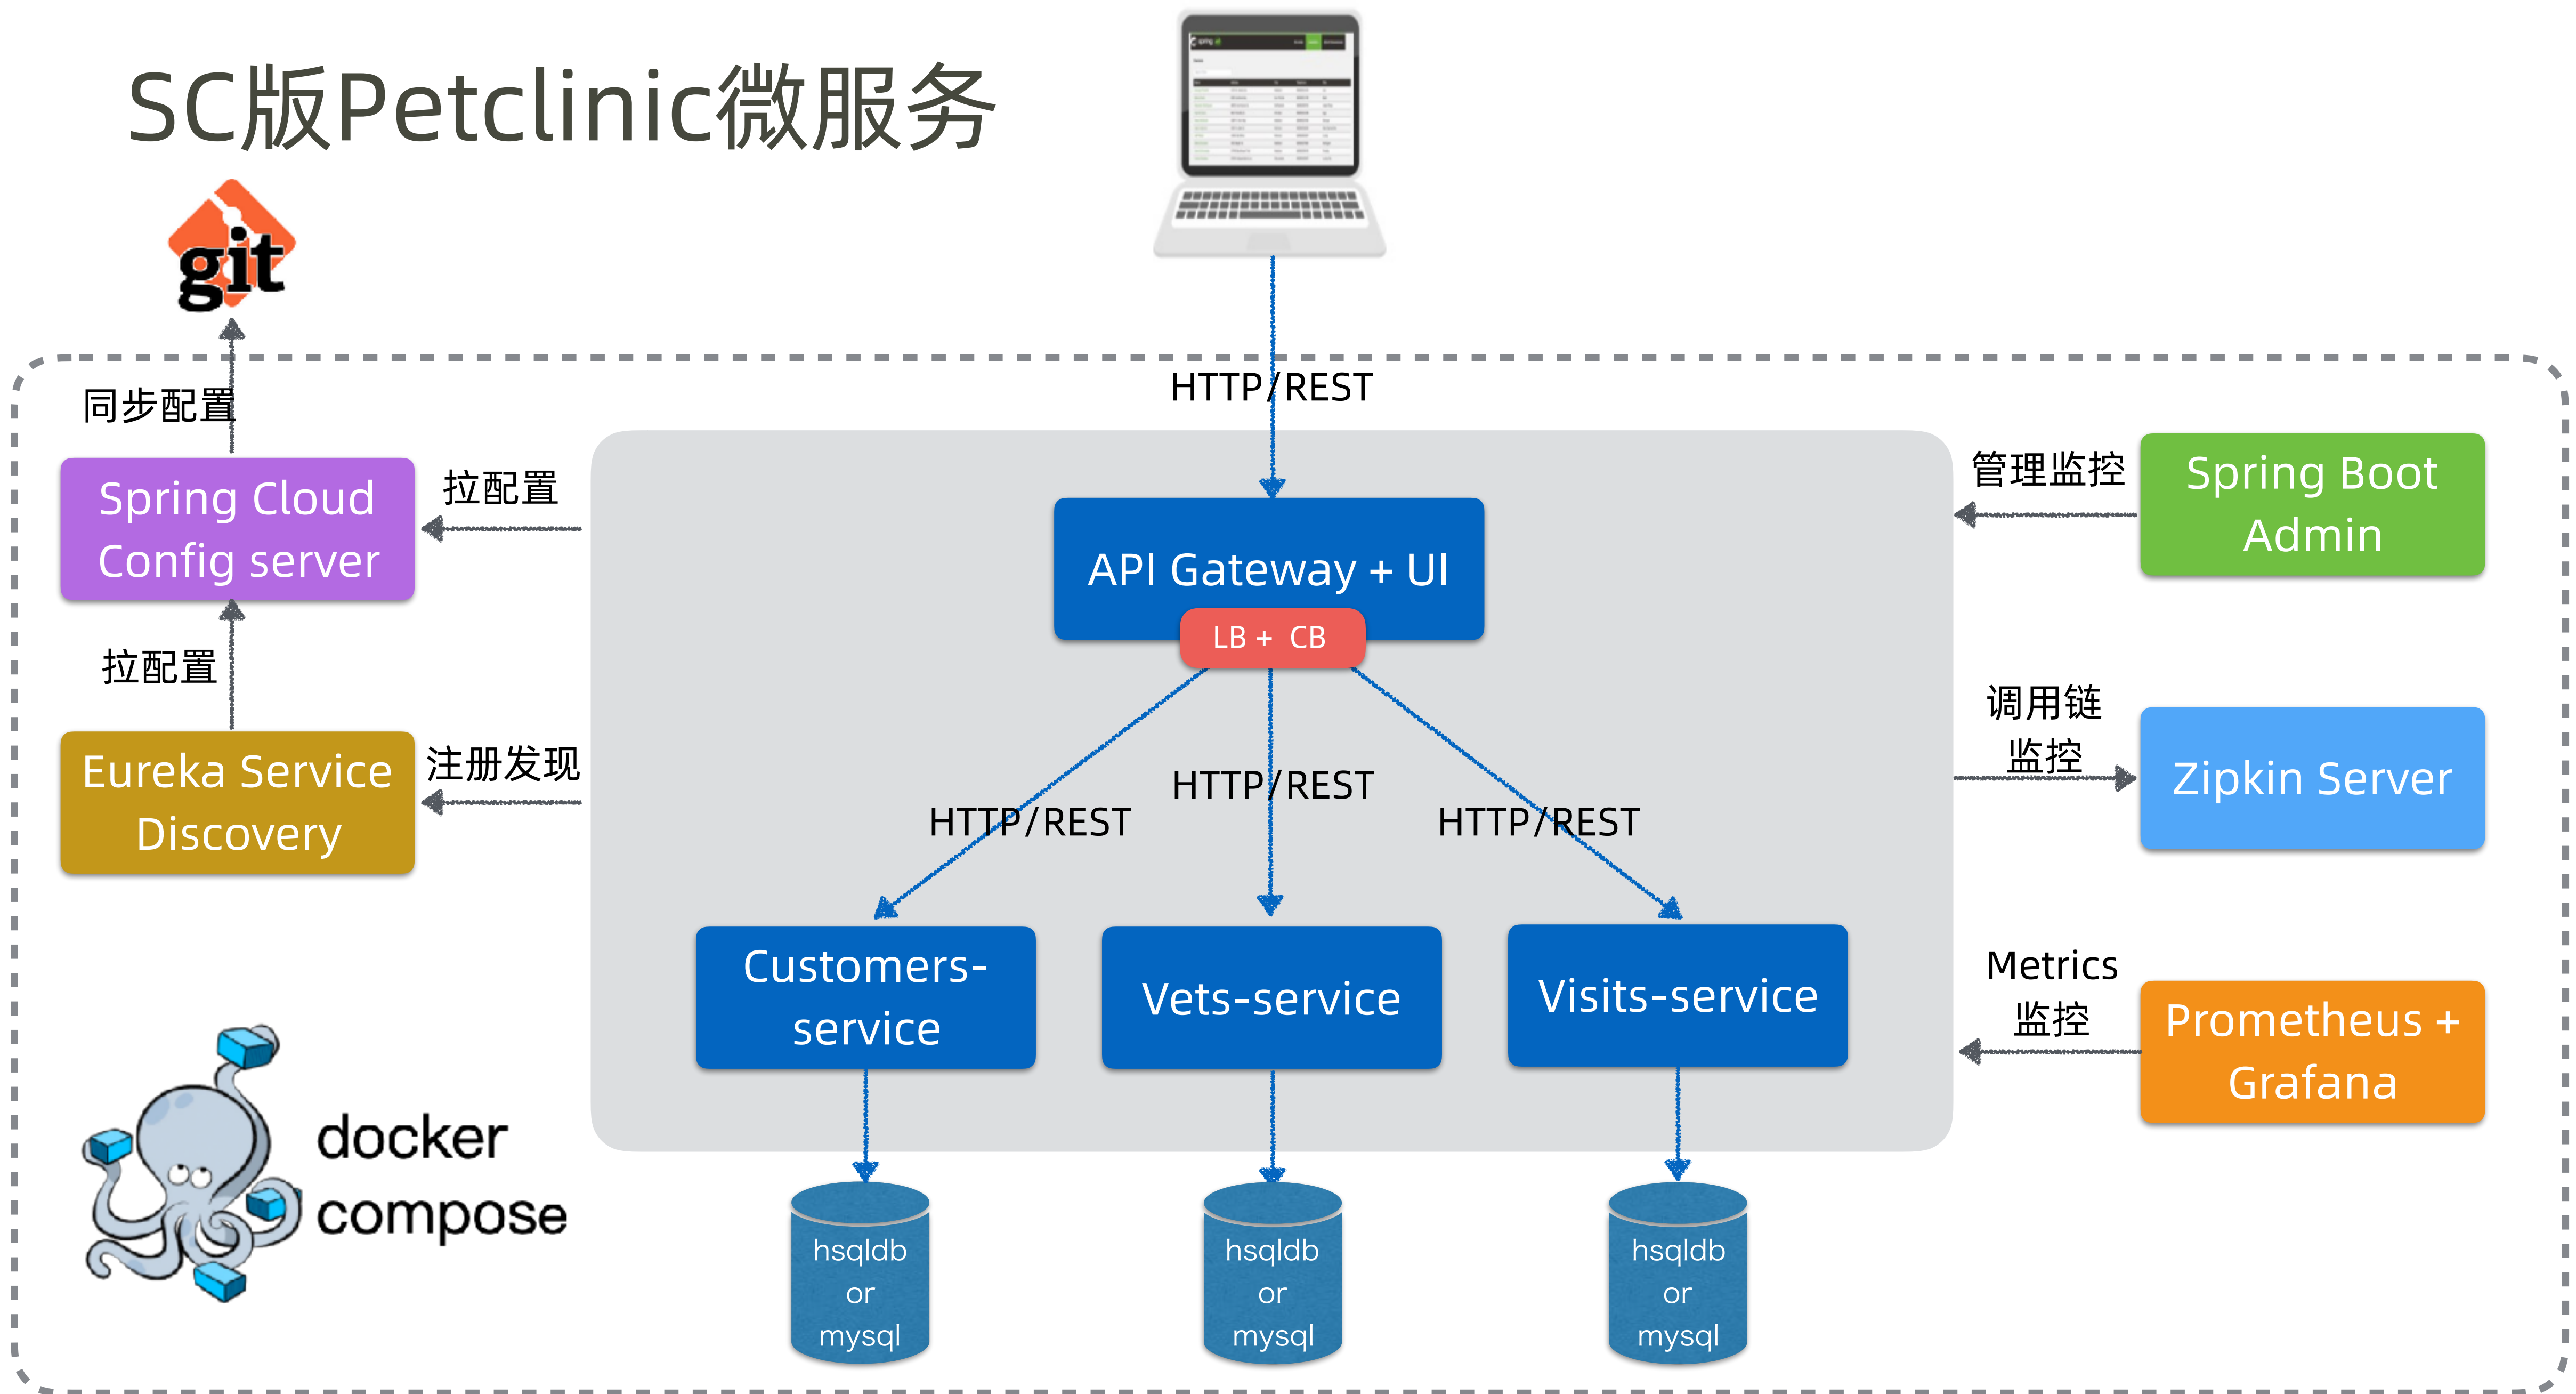 SC版Petclinic微服务
git
HTTP/REST
同步配置
Spring Cloud
Config server
拉配置
API Gateway + UI
LB + CB
管理监控
Spring Boot
Admin
拉配置
Eureka Service
Discovery
注册发现
HTTP/REST
HTTP/REST
HTTP/REST
调用链
监控
Zipkin Server
Customers-
service
Vets-service
Visits-service
Metrics
监控
Prometheus +
Grafana
docker
compose
hsqldb
or
mysql
hsqldb
or
mysql
hsqldb
or
mysql